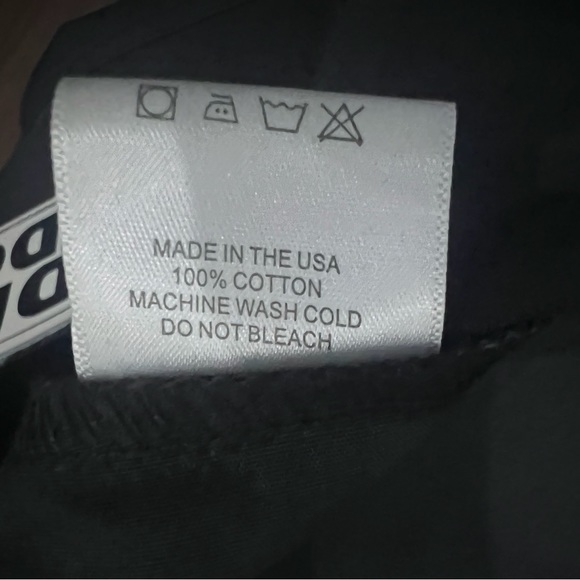 MADE IN THE USA
100% COTTON
MACHINE WASH COLD
DO NOT BLEACH